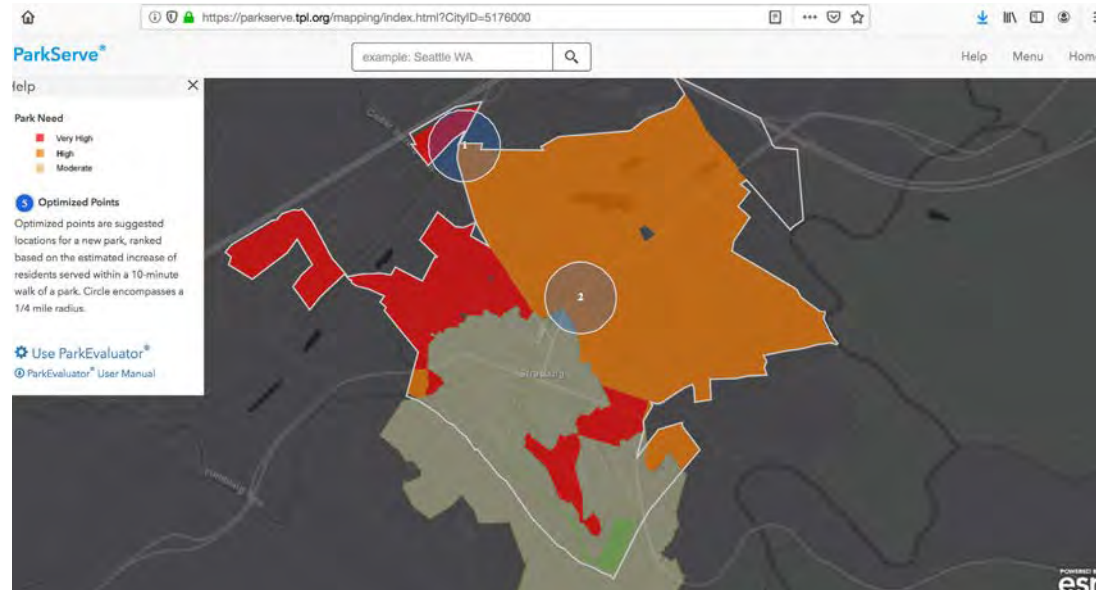 https://parkserve.tpl.org/mapping/index.html?CityID=5176000
ParkServe®
example: Seattle WA
Help
Menu
Hom
Help
Park Need
Very High
High
Moderate
5 Optimized Points
Optimized points are suggested
locations for a new park, ranked
based on the estimated increase of
residents served within a 10-minute
walk of a park. Circle encompasses a
1/4 mile radius.
Use ParkEvaluator®
ParkEvaluator® User Manual
1
2
Strasburg
POWERED B
esr